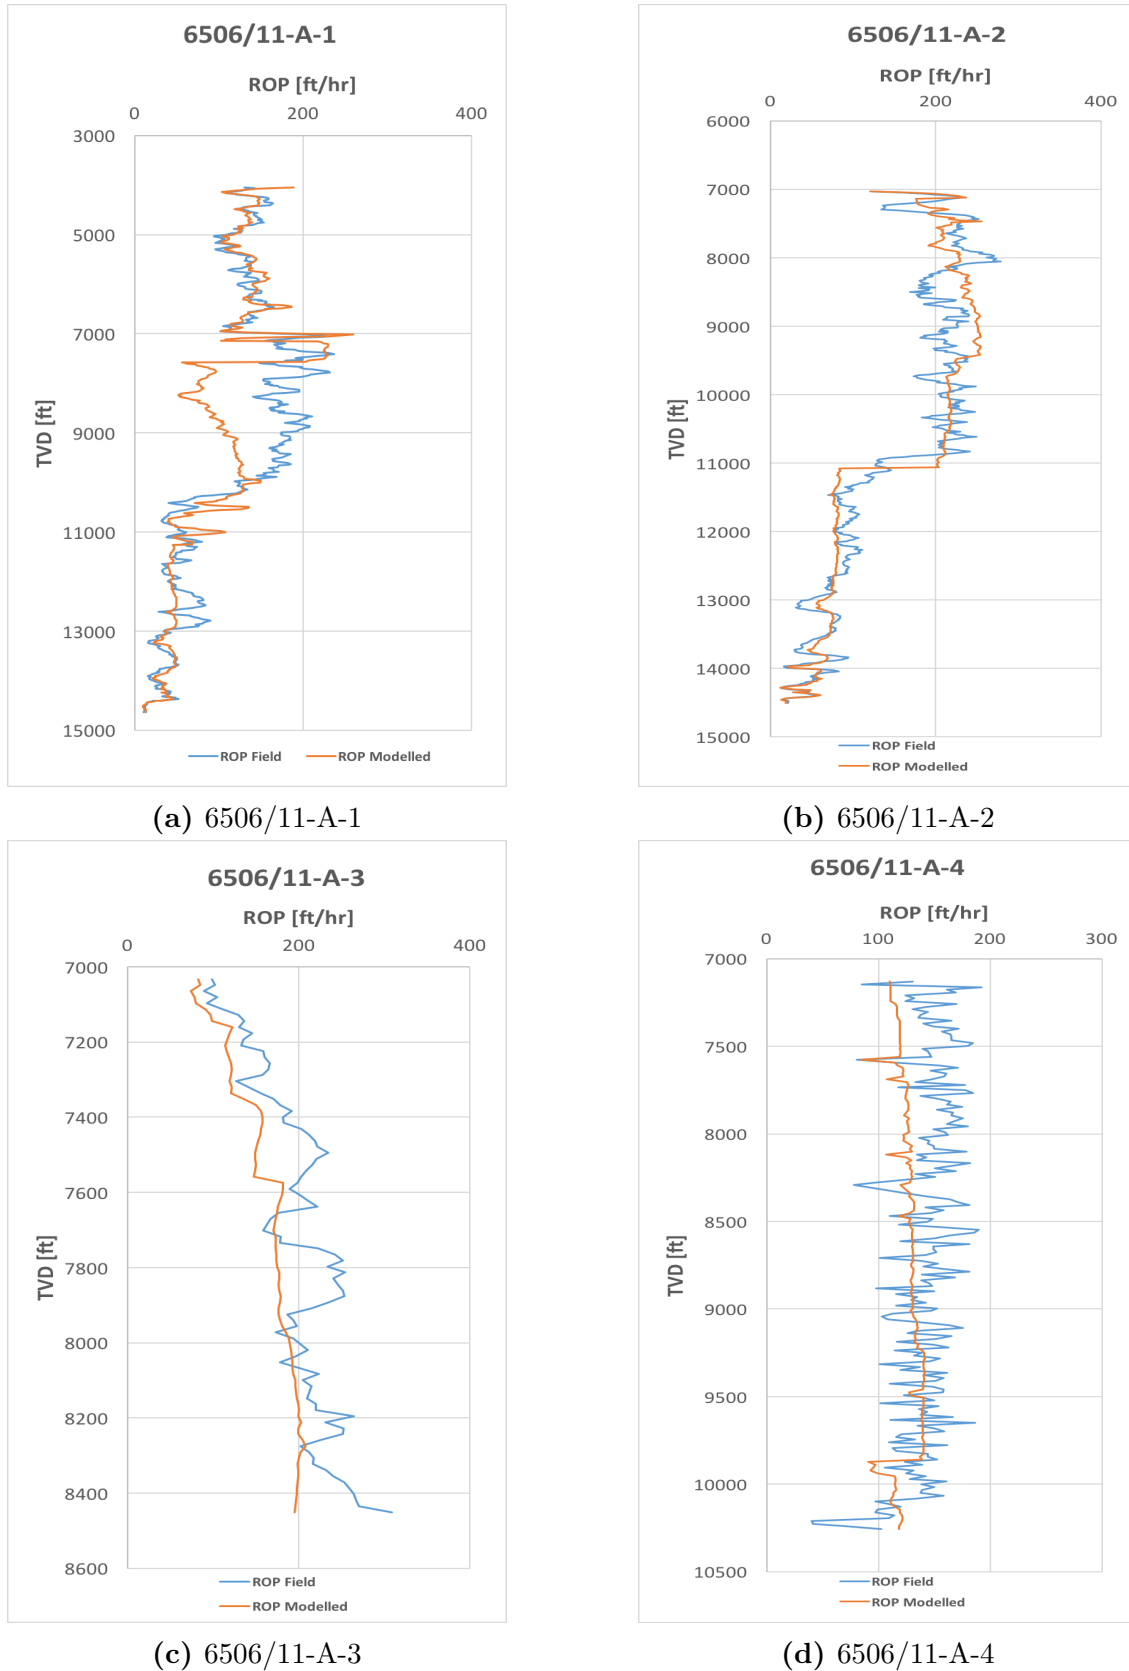 6506/11-A-1
ROP [ft/hr]
0 200 400
3000
5000
7000
9000
11000
13000
15000
TVD [ft]
ROP Field ROP Modelled
(a) 6506/11-A-1
6506/11-A-2
ROP [ft/hr]
0 200 400
6000
7000
8000
9000
10000
11000
12000
13000
14000
15000
TVD [ft]
ROP Field
ROP Modelled
(b) 6506/11-A-2
6506/11-A-3
ROP [ft/hr]
0 200 400
7000
7200
7400
7600
7800
8000
8200
8400
8600
TVD [ft]
ROP Field
ROP Modelled
(c) 6506/11-A-3
6506/11-A-4
ROP [ft/hr]
0 100 200 300
7000
7500
8000
8500
9000
9500
10000
10500
TVD [ft]
ROP Field
ROP Modelled
(d) 6506/11-A-4